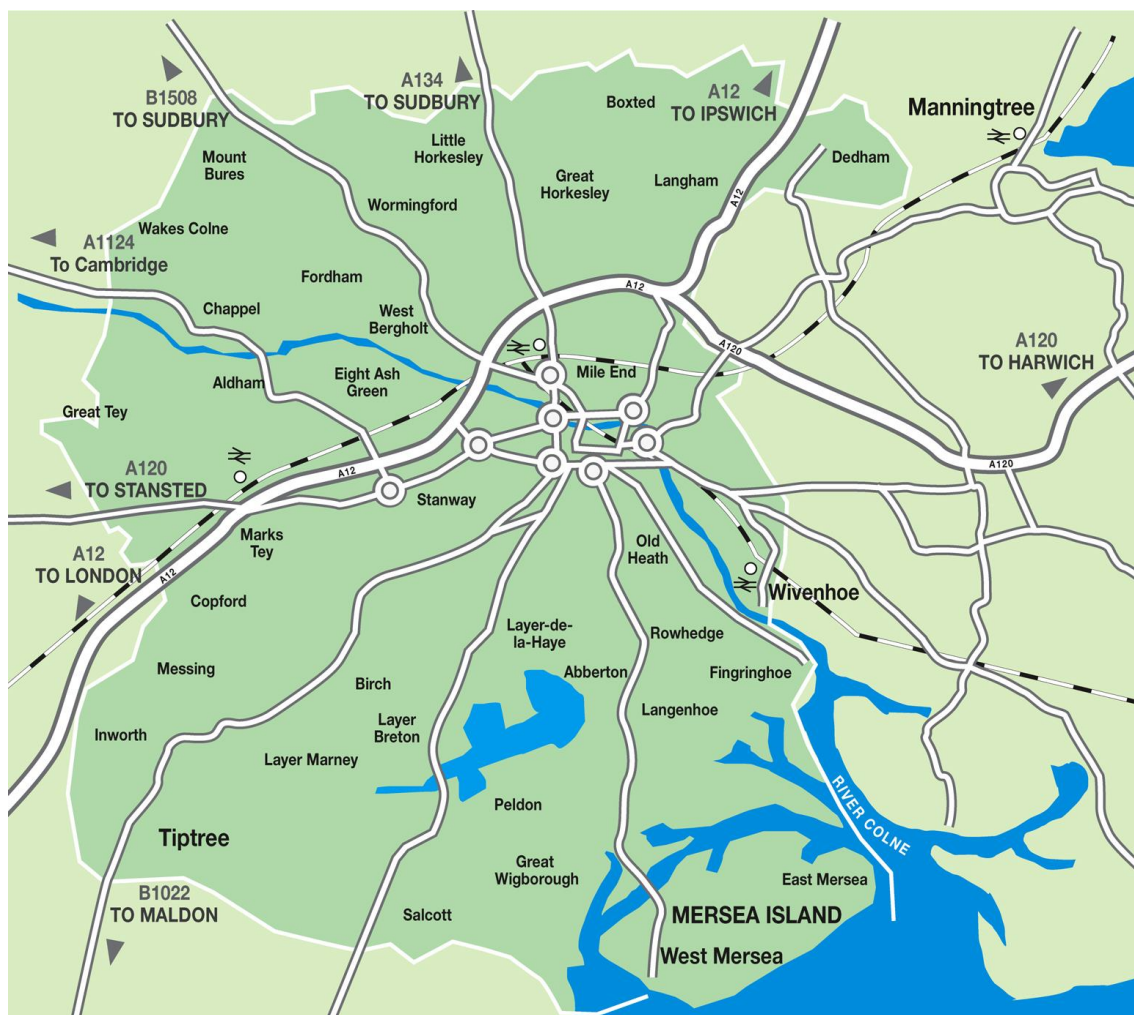 B1508
TO SUDBURY
A134
TO SUDBURY
A12
TO IPSWICH
Boxted
Manningtree
Little
Horkesley
Dedham
Mount
Bures
Great
Horkesley
Langham
A12
Wormingford
Wakes Colne
A1124
To Cambridge
Fordham
A12
Chappel
West
Bergholt
A120
A120
TO HARWICH
Mile End
Aldham
Eight Ash
Green
Great Tey
A120
TO STANSTED
A12
A120
Stanway
Marks
Tey
Old
Heath
A12
TO LONDON
A12
Copford
Wivenhoe
Layer-de-
la-Haye
Rowhedge
Messing
Abberton
Fingringhoe
Birch
Langenhoe
Inworth
Layer
Breton
Layer Marney
Peldon
RIVER COLNE
Tiptree
Great
Wigborough
East Mersea
B1022
TO MALDON
Salcott
MERSEA ISLAND
West Mersea